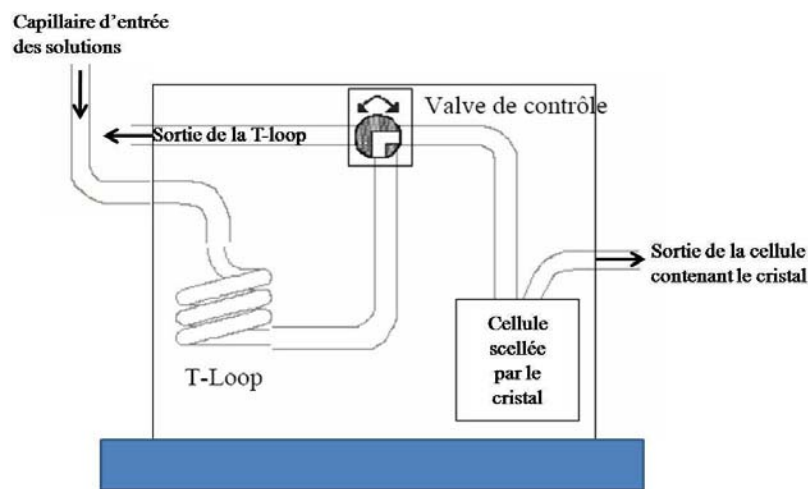 Capillaire d'entrée
des solutions
Valve de contrôle
Sortie de la T-loop
Sortie de la cellule
contenant le cristal
T-Loop
Cellule
scellée
par le
cristal